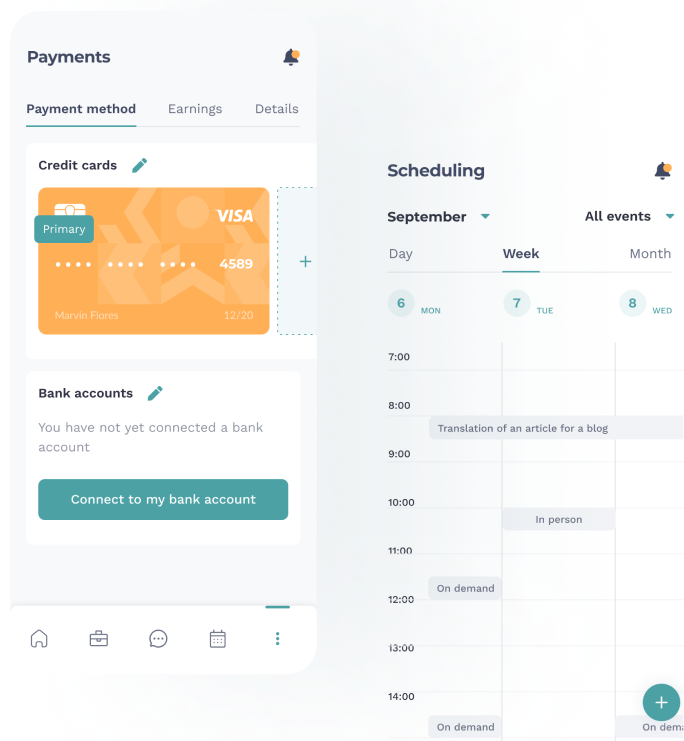 Payments
Payment method Earnings Details
Credit cards
VISA
Primary
•••• •••• •••• 4589
Marvin Flores 12/20
Bank accounts
You have not yet connected a bank
account
Connect to my bank account
Scheduling
September All events
Day Week Month
6 MON 7 TUE 8 WED
7:00
8:00
Translation of an article for a blog
9:00
10:00
In person
11:00
On demand
12:00
13:00
14:00
On demand On dema